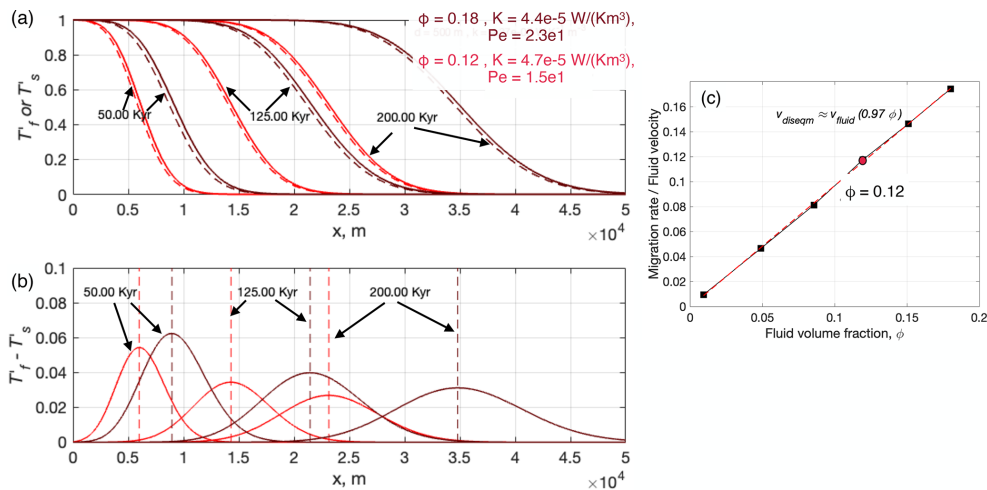 (a)
ϕ = 0.18 , K = 4.4e-5 W/(Km³),
Pe = 2.3e1
ϕ = 0.12 , K = 4.7e-5 W/(Km³),
Pe = 1.5e1
T'f or T's
1
0.8
0.6
0.4
0.2
0
50.00 Kyr
125.00 Kyr
200.00 Kyr
0 0.5 1 1.5 2 2.5 3 3.5 4 4.5 5
x, m
×10⁴
(b)
T'f - T's
0.1
0.08
0.06
0.04
0.02
0
50.00 Kyr
125.00 Kyr
200.00 Kyr
0 0.5 1 1.5 2 2.5 3 3.5 4 4.5 5
x, m
×10⁴
(c)
Migration rate / Fluid velocity
0.16
0.14
0.12
0.10
0.08
0.06
0.04
0.02
0
v_diseqm ≈ v_fluid (0.97 ϕ)
ϕ = 0.12
0 0.05 0.1 0.15 0.2
Fluid volume fraction, ϕ